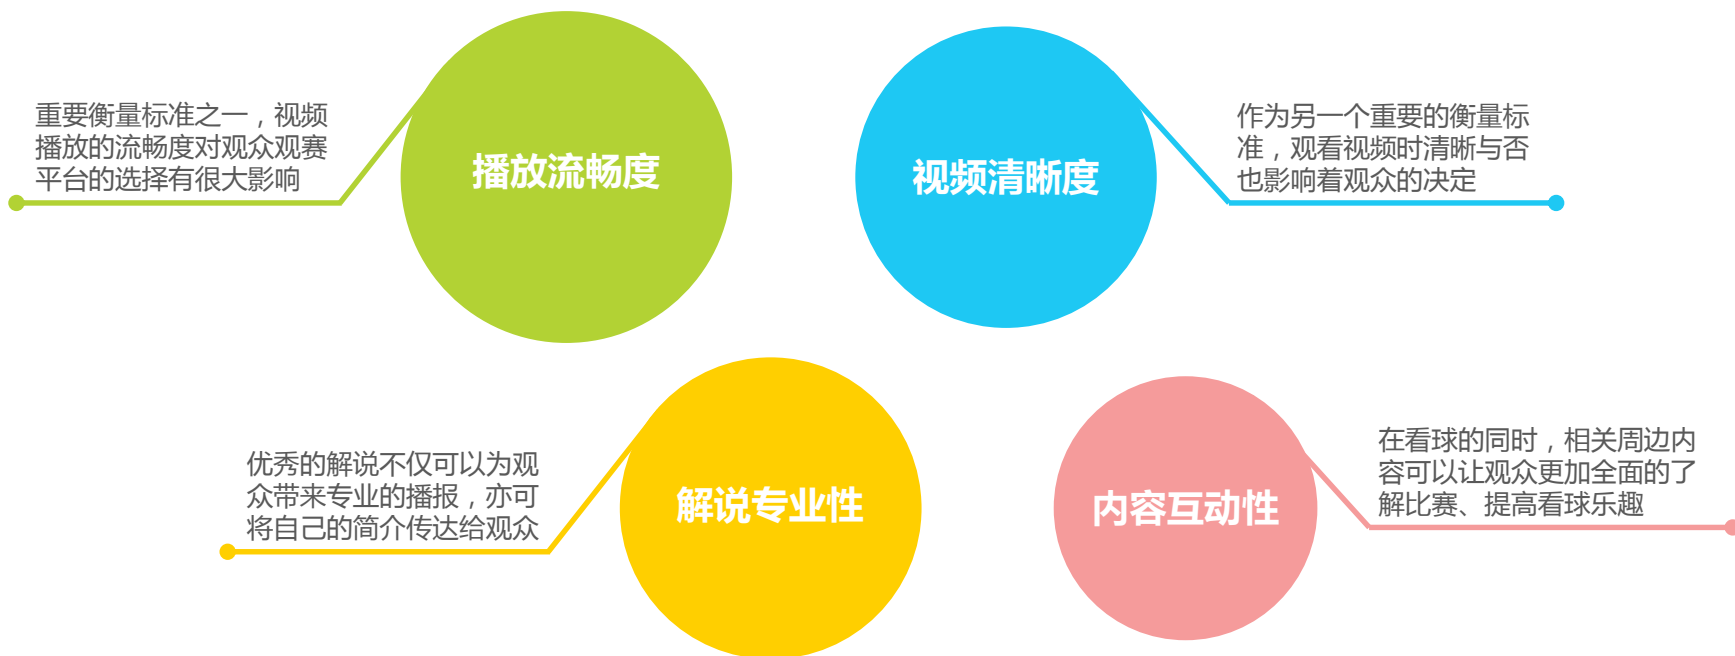 重要衡量标准之一，视频
播放的流畅度对观众观赛
平台的选择有很大影响
播放流畅度
视频清晰度
作为另一个重要的衡量标
准，观看视频时清晰与否
也影响着观众的决定
优秀的解说不仅可以为观
众带来专业的播报，亦可
将自己的简介传达给观众
解说专业性
内容互动性
在看球的同时，相关周边内
容可以让观众更加全面的了
解比赛、提高看球乐趣